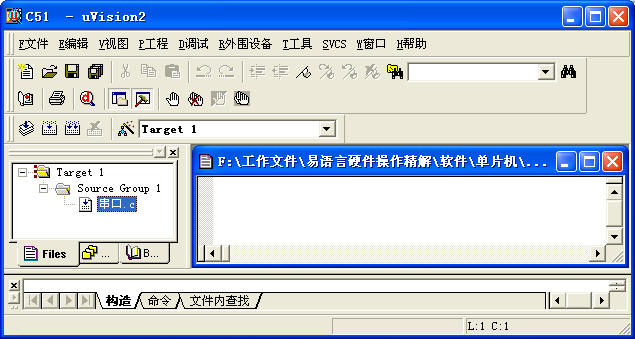 C51 - uVision2
F文件 E编辑 V视图 P工程 D调试 R外围设备 T工具 SVCS W窗口 H帮助
Target 1
Target 1
Source Group 1
串口.c
Files ... B...
F:\工作文件\易语言硬件操作精解\软件\单片机\...
构造 命令 文件内查找
L:1 C:1